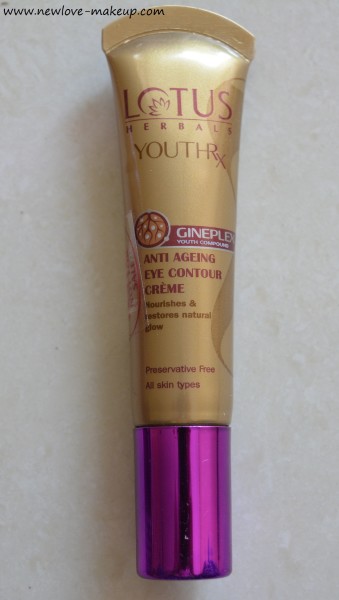 www.newlove-makeup.com
LOTUS
HERBALS
YOUTHRx
GINEPLEX
YOUTH COMPOUND
ANTI AGEING
EYE CONTOUR
CRÈME
Nourishes &
restores natural
glow
Preservative Free
All skin types